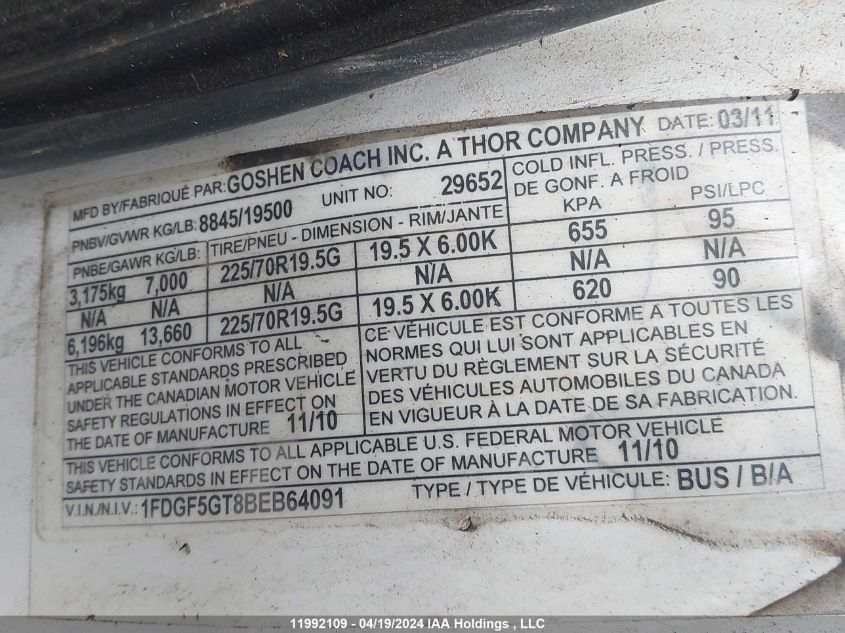 MFD BY/FABRIQUÉ PAR: GOSHEN COACH INC. A THOR COMPANY DATE: 03/11
PNBV/GVWR KG/LB: 8845/19500 UNIT NO: 29652
COLD INFL. PRESS. / PRESS.
DE GONF. A FROID
PNBE/GAWR KG/LB: TIRE/PNEU - DIMENSION - RIM/JANTE KPA PSI/LPC
3,175kg 7,000 225/70R19.5G 19.5 X 6.00K 655 95
N/A N/A N/A N/A N/A N/A
6,196kg 13,660 225/70R19.5G 19.5 X 6.00K 620 90
THIS VEHICLE CONFORMS TO ALL
APPLICABLE STANDARDS PRESCRIBED
UNDER THE CANADIAN MOTOR VEHICLE
SAFETY REGULATIONS IN EFFECT ON
THE DATE OF MANUFACTURE 11/10
CE VÉHICULE EST CONFORME A TOUTES LES
NORMES QUI LUI SONT APPLICABLES EN
VERTU DU RÈGLEMENT SUR LA SÉCURITÉ
DES VÉHICULES AUTOMOBILES DU CANADA
EN VIGUEUR À LA DATE DE SA FABRICATION.
THIS VEHICLE CONFORMS TO ALL APPLICABLE U.S. FEDERAL MOTOR VEHICLE
SAFETY STANDARDS IN EFFECT ON THE DATE OF MANUFACTURE 11/10
V.I.N./N.I.V.: 1FDGF5GT8BEB64091 TYPE / TYPE DE VÉHICULE: BUS / B/A
11992109 - 04/19/2024 IAA Holdings , LLC